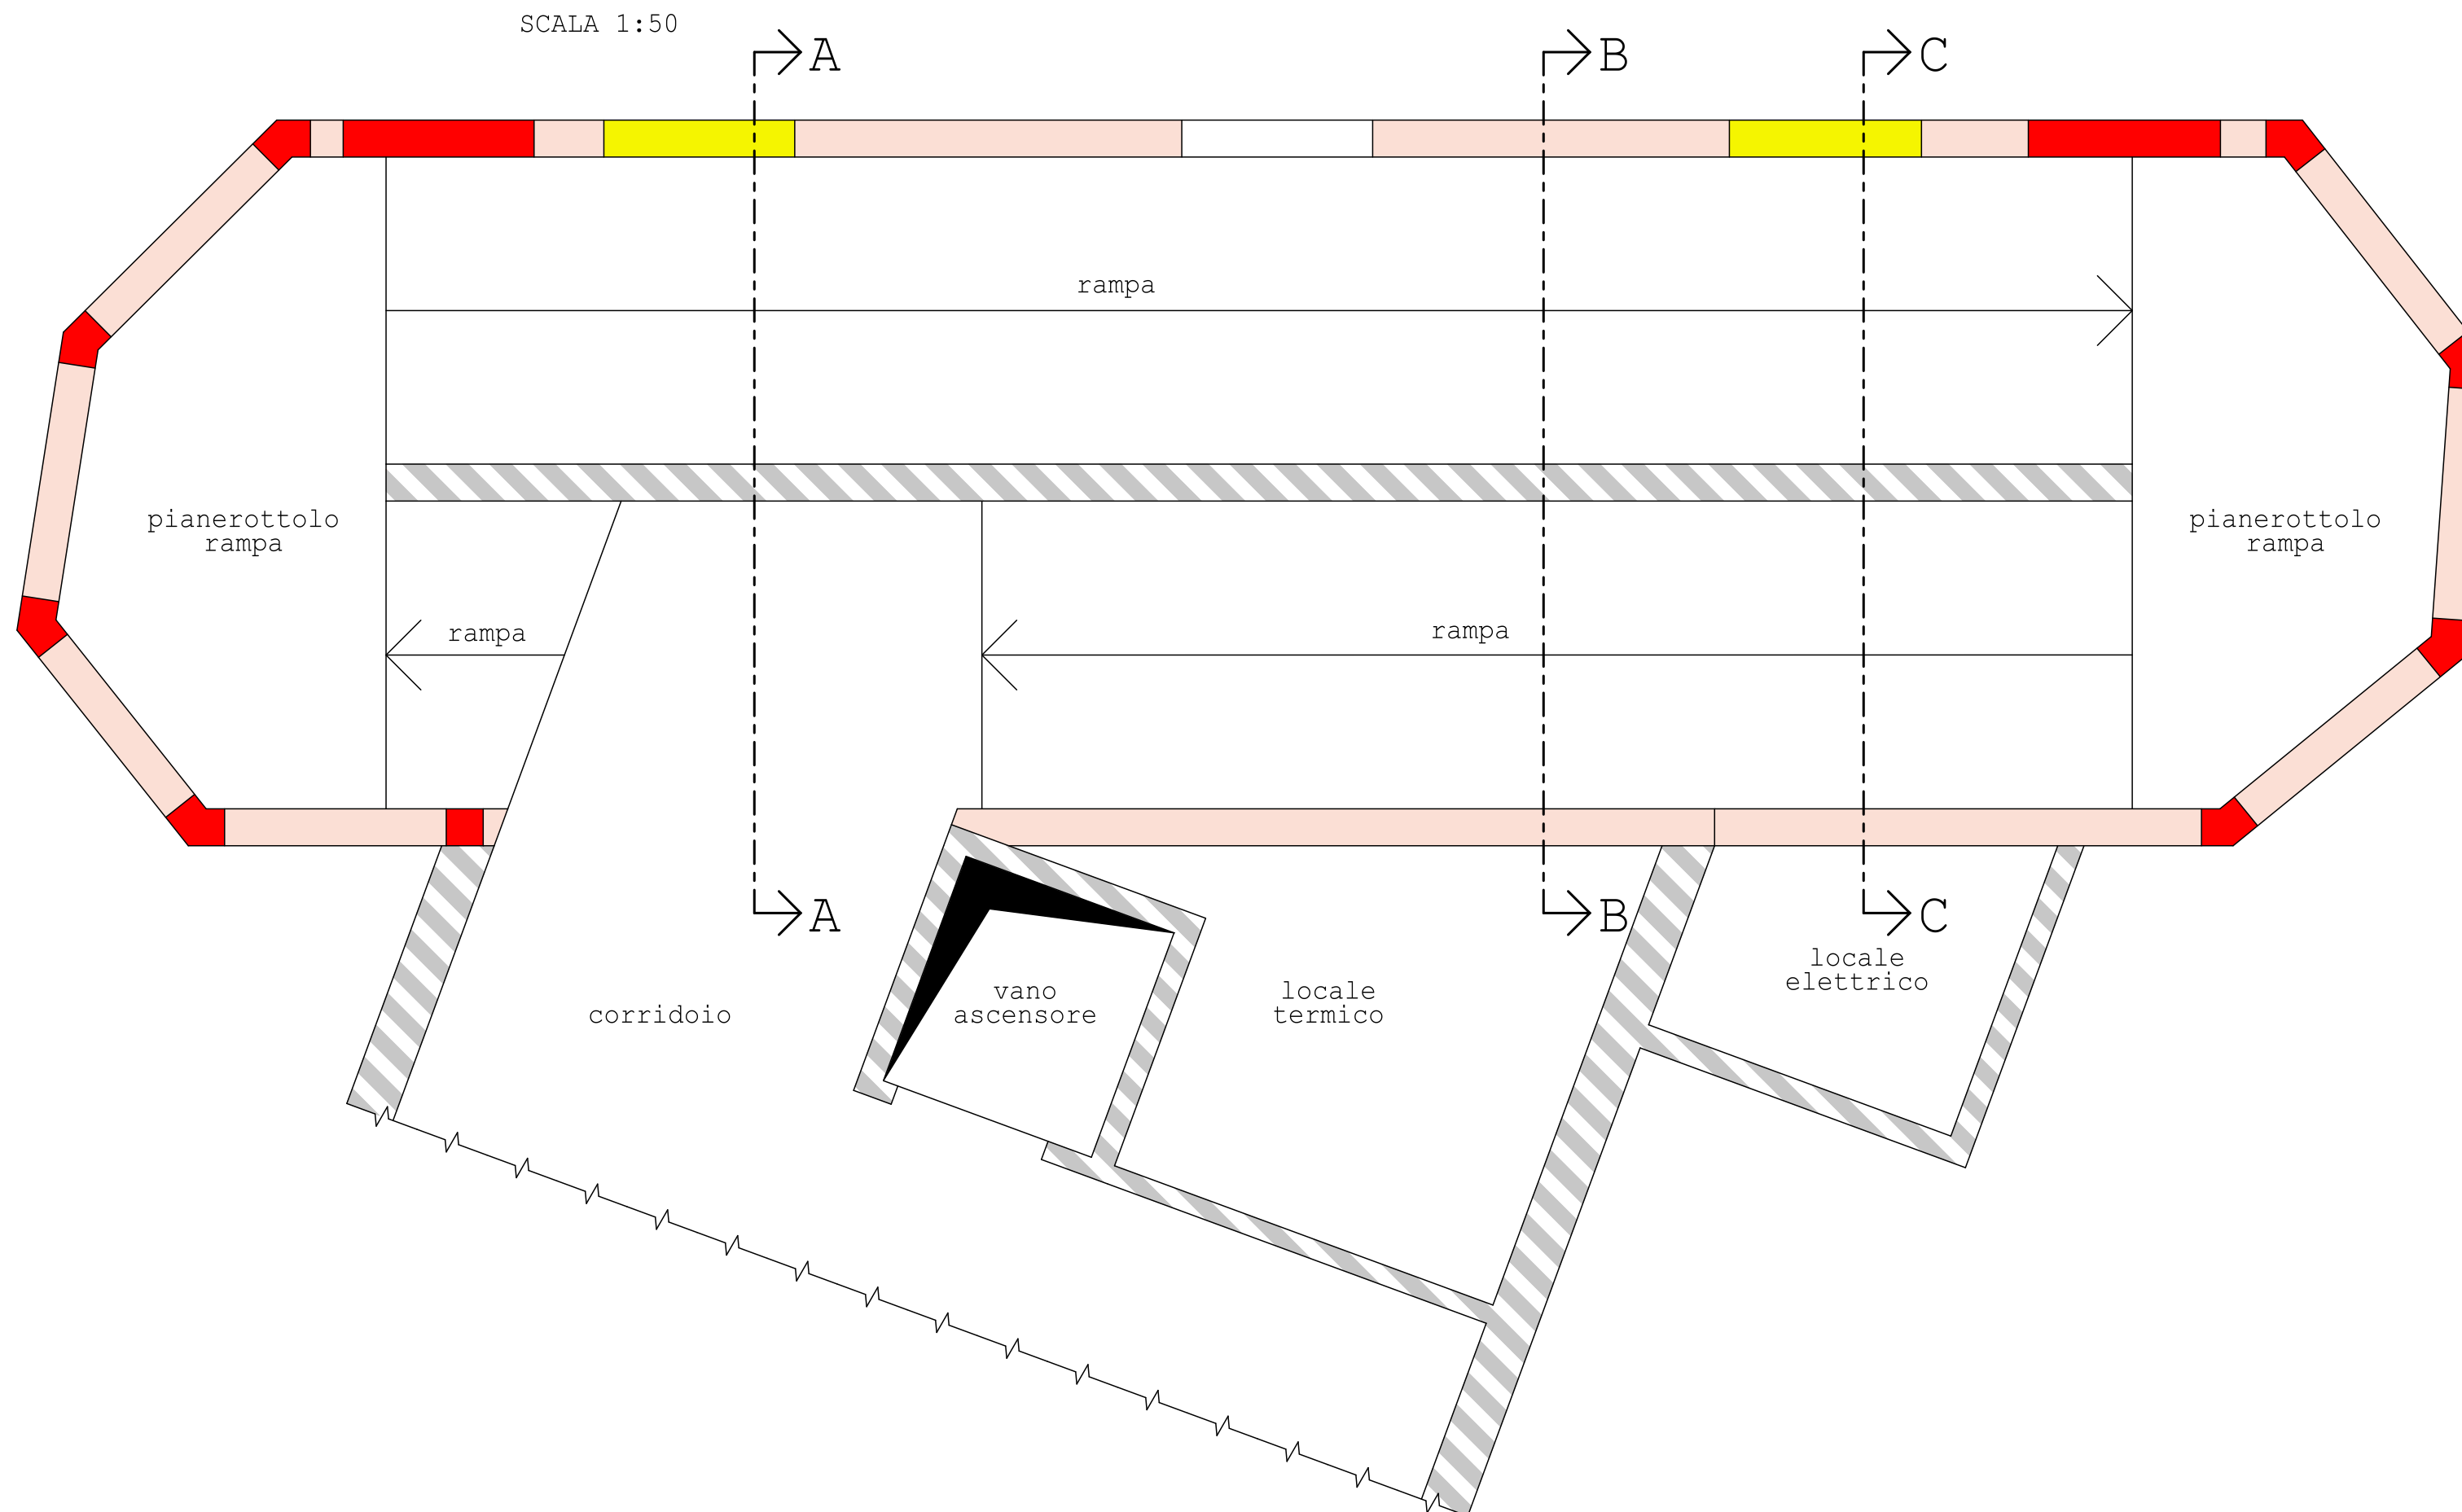 SCALA 1:50
A
B
C
rampa
pianerottolo
rampa
pianerottolo
rampa
rampa
rampa
A
B
C
corridoio
vano
ascensore
locale
termico
locale
elettrico